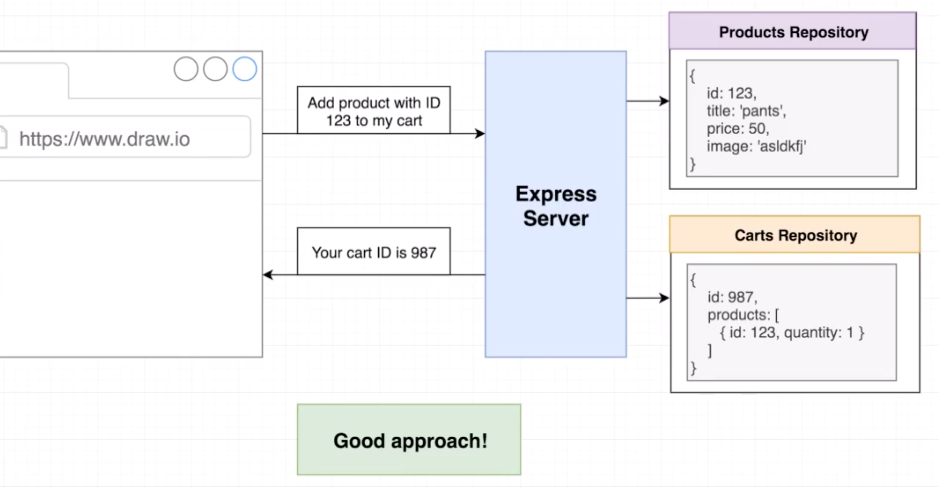 https://www.draw.io
Add product with ID
123 to my cart
Your cart ID is 987
Express
Server
Products Repository
{
id: 123,
title: 'pants',
price: 50,
image: 'asldkfj'
}
Carts Repository
{
id: 987,
products: [
{ id: 123, quantity: 1 }
]
}
Good approach!